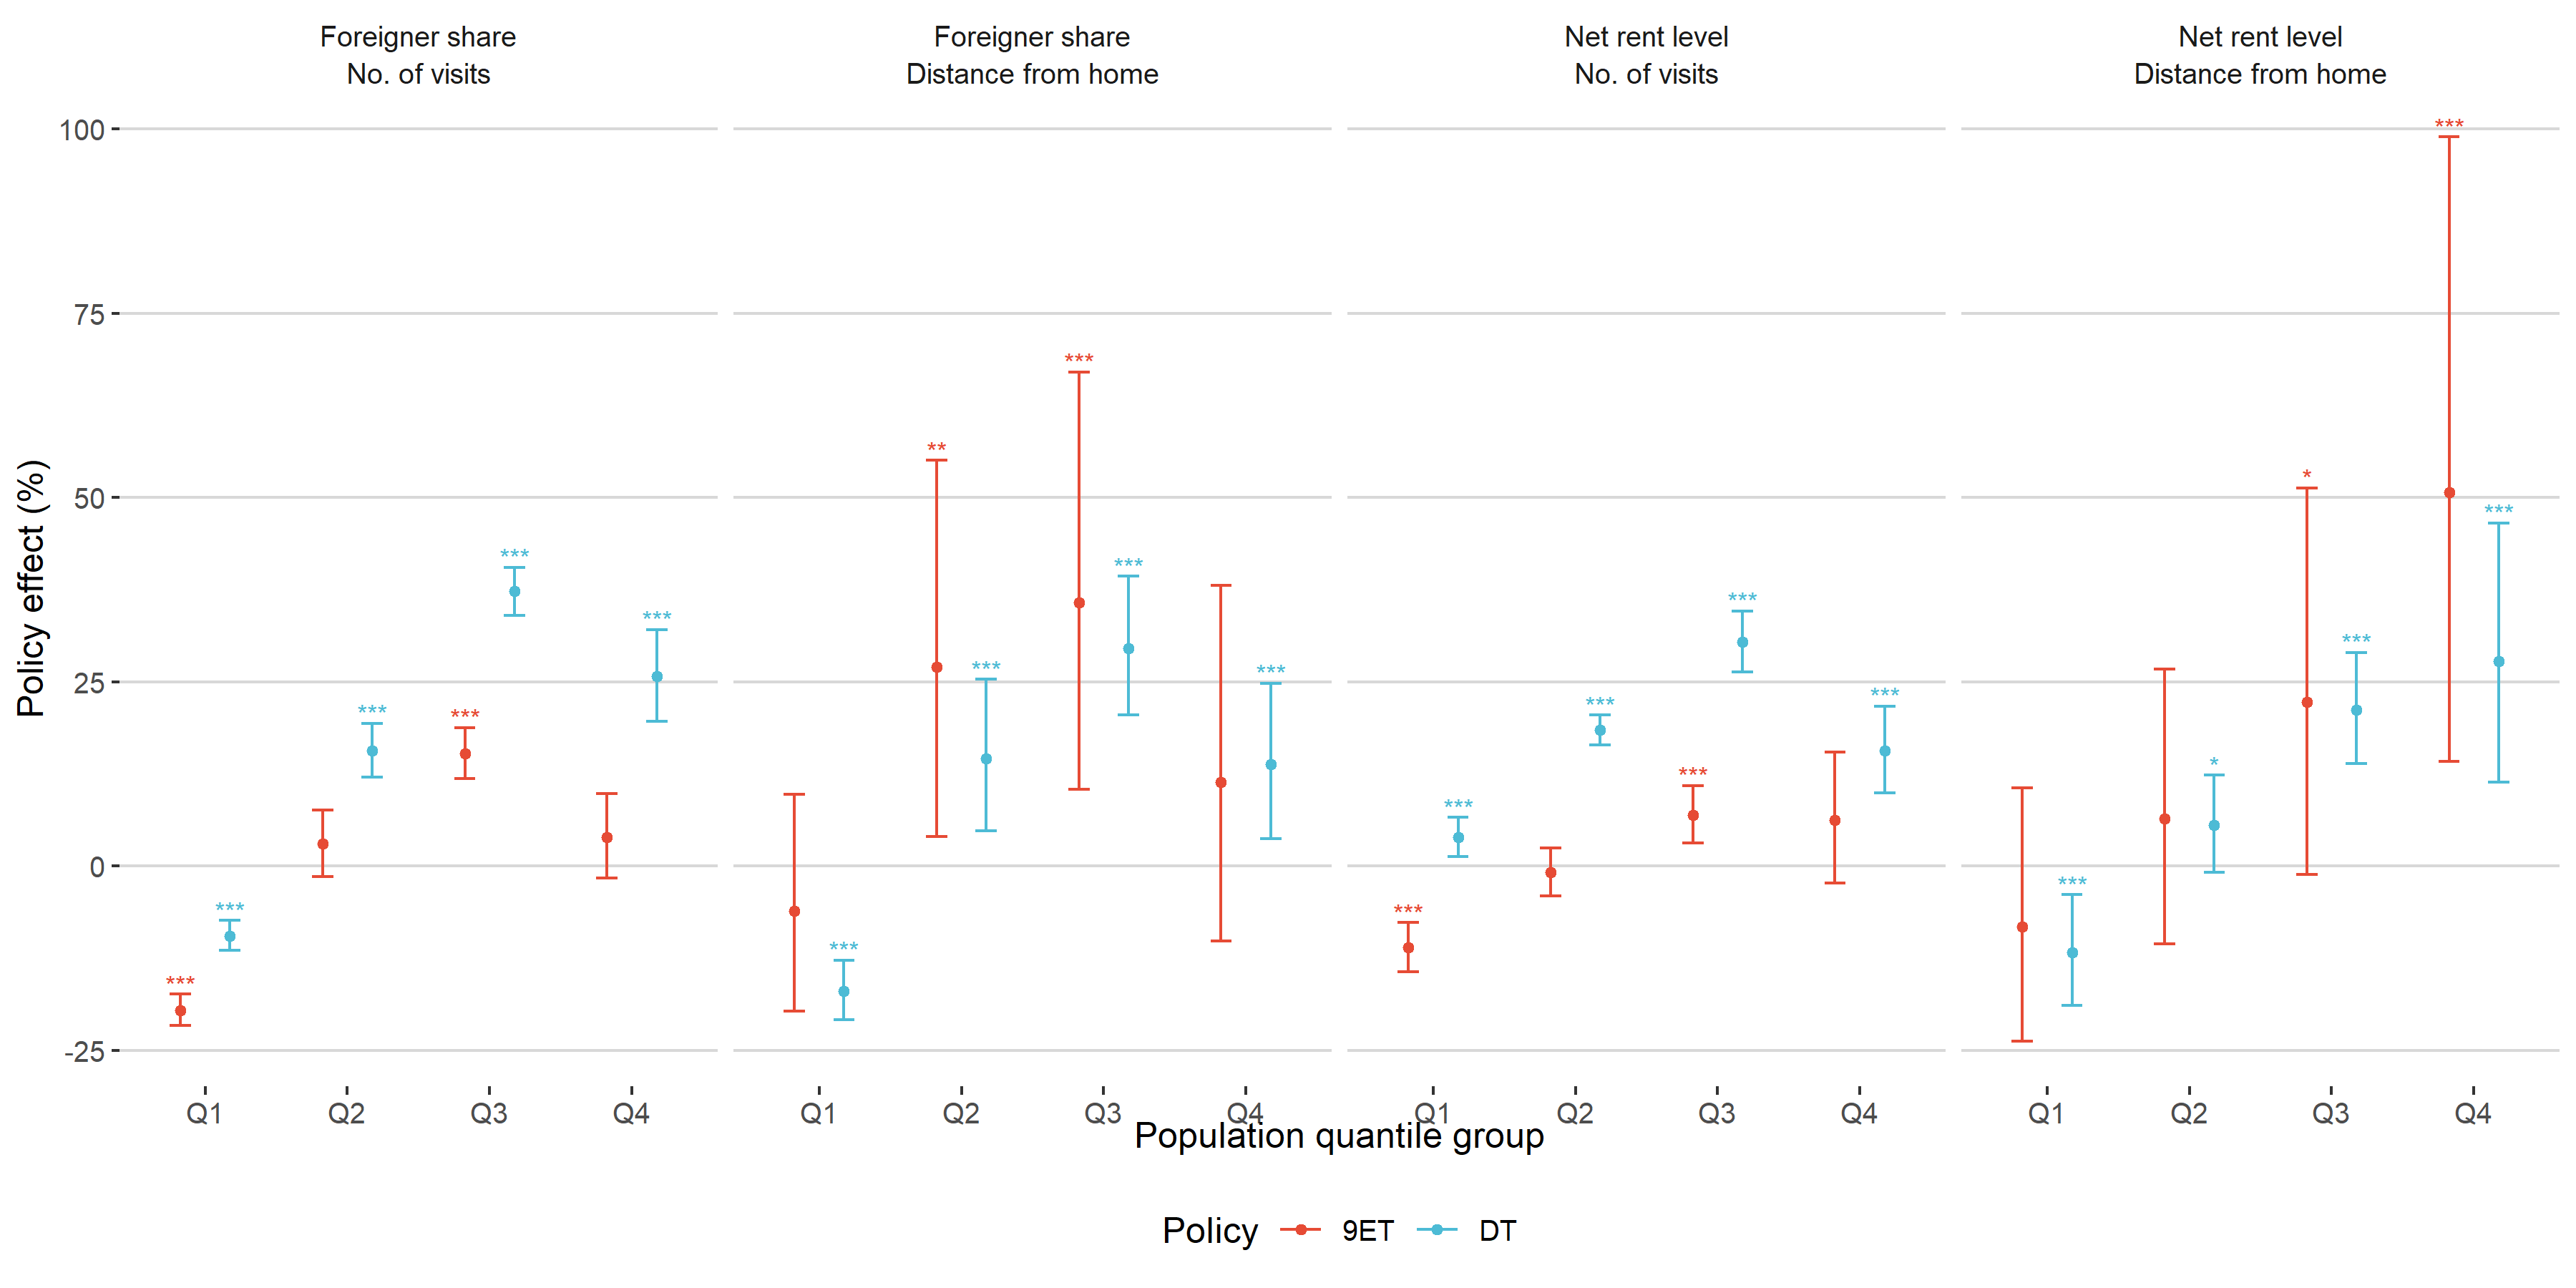 Foreigner share
No. of visits
Foreigner share
Distance from home
Net rent level
No. of visits
Net rent level
Distance from home
Policy effect (%)
100
75
50
25
0
-25
***
***
***
***
***
***
***
**
***
***
***
***
***
***
***
***
***
***
***
*
*
***
***
***
Q1 Q2 Q3 Q4
Q1 Q2 Q3 Q4
Q1 Q2 Q3 Q4
Q1 Q2 Q3 Q4
Population quantile group
Policy 9ET DT